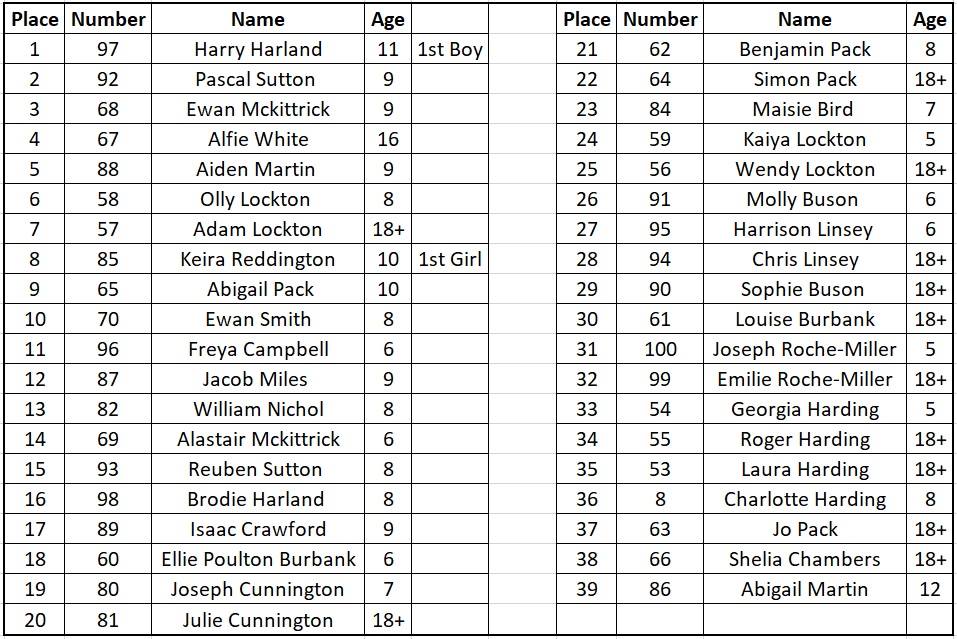 Place Number Name Age Place Number Name Age
1 97 Harry Harland 11 1st Boy 21 62 Benjamin Pack 8
2 92 Pascal Sutton 9 22 64 Simon Pack 18+
3 68 Ewan Mckittrick 9 23 84 Maisie Bird 7
4 67 Alfie White 16 24 59 Kaiya Lockton 5
5 88 Aiden Martin 9 25 56 Wendy Lockton 18+
6 58 Olly Lockton 8 26 91 Molly Buson 6
7 57 Adam Lockton 18+ 27 95 Harrison Linsey 6
8 85 Keira Reddington 10 1st Girl 28 94 Chris Linsey 18+
9 65 Abigail Pack 10 29 90 Sophie Buson 18+
10 70 Ewan Smith 8 30 61 Louise Burbank 18+
11 96 Freya Campbell 6 31 100 Joseph Roche-Miller 5
12 87 Jacob Miles 9 32 99 Emilie Roche-Miller 18+
13 82 William Nichol 8 33 54 Georgia Harding 5
14 69 Alastair Mckittrick 6 34 55 Roger Harding 18+
15 93 Reuben Sutton 8 35 53 Laura Harding 18+
16 98 Brodie Harland 8 36 8 Charlotte Harding 8
17 89 Isaac Crawford 9 37 63 Jo Pack 18+
18 60 Ellie Poulton Burbank 6 38 66 Shelia Chambers 18+
19 80 Joseph Cunnington 7 39 86 Abigail Martin 12
20 81 Julie Cunnington 18+